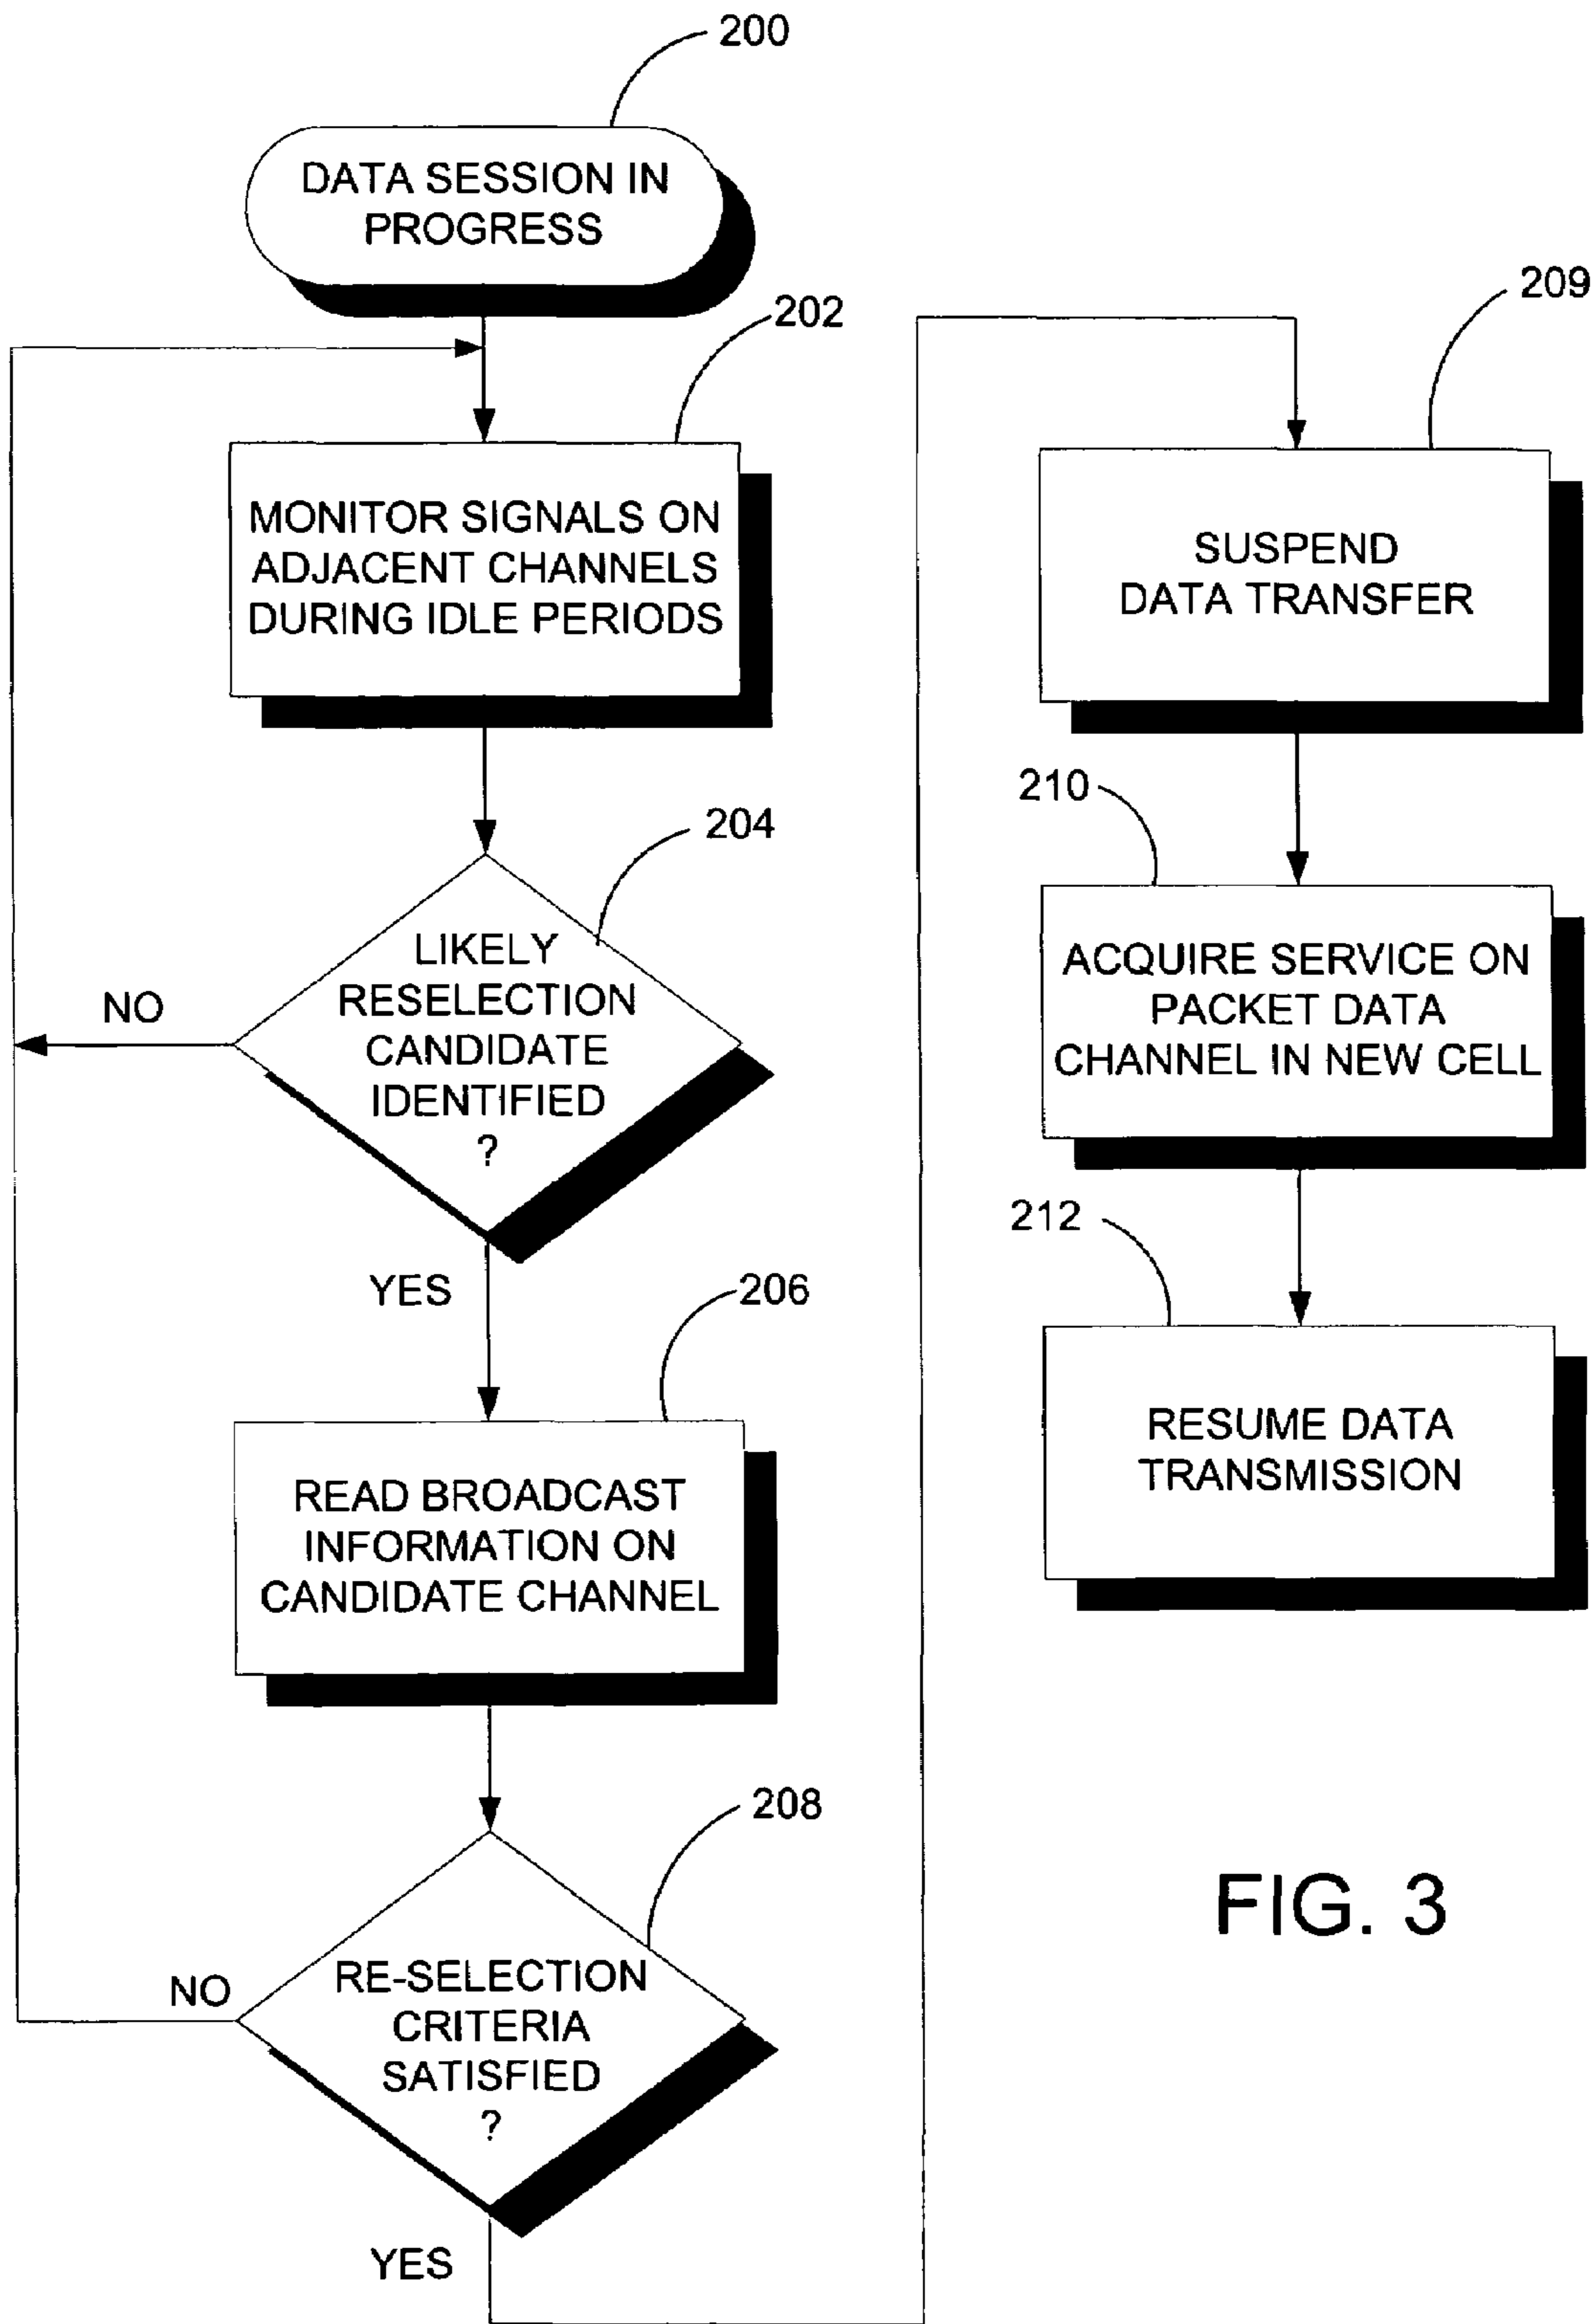 200
DATA SESSION IN
PROGRESS
202
MONITOR SIGNALS ON
ADJACENT CHANNELS
DURING IDLE PERIODS
204
LIKELY
RESELECTION
CANDIDATE
IDENTIFIED
?
NO
YES
206
READ BROADCAST
INFORMATION ON
CANDIDATE CHANNEL
208
RE-SELECTION
CRITERIA
SATISFIED
?
NO
YES
209
SUSPEND
DATA TRANSFER
210
ACQUIRE SERVICE ON
PACKET DATA
CHANNEL IN NEW CELL
212
RESUME DATA
TRANSMISSION
FIG. 3